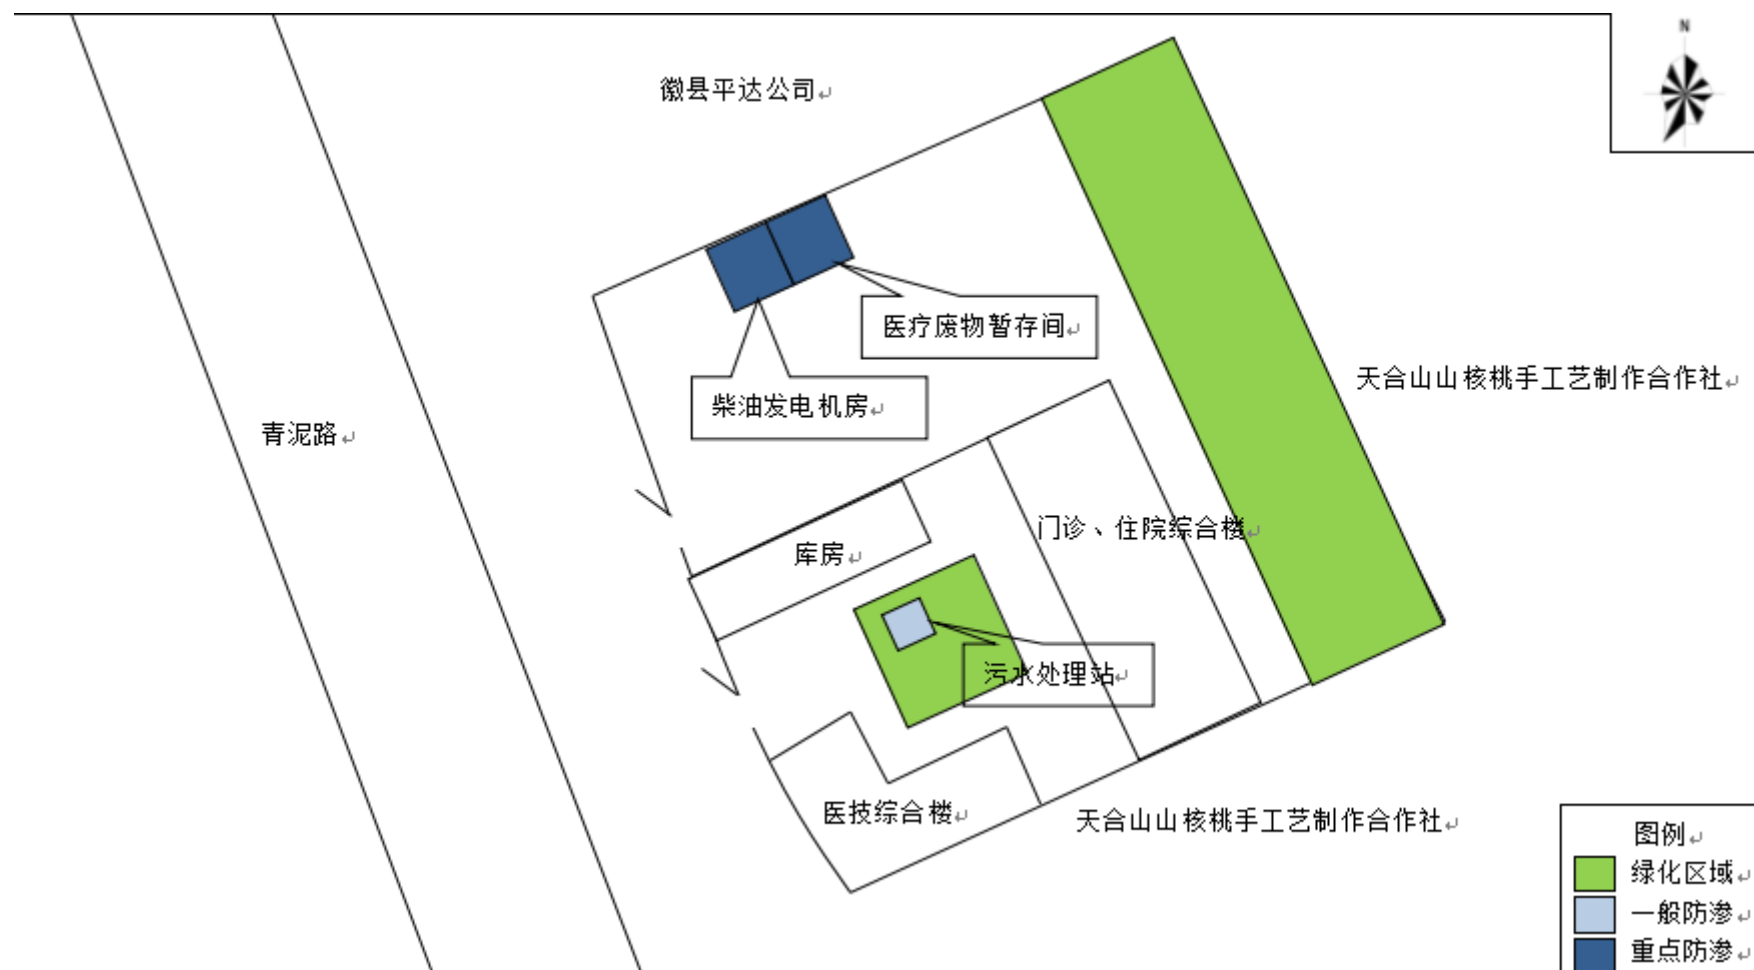 N
徽县平达公司
医疗废物暂存间
天合山山核桃手工艺制作合作社
柴油发电机房
青泥路
门诊、住院综合楼
库房
污水处理站
医技综合楼
天合山山核桃手工艺制作合作社
图例
绿化区域
一般防渗
重点防渗